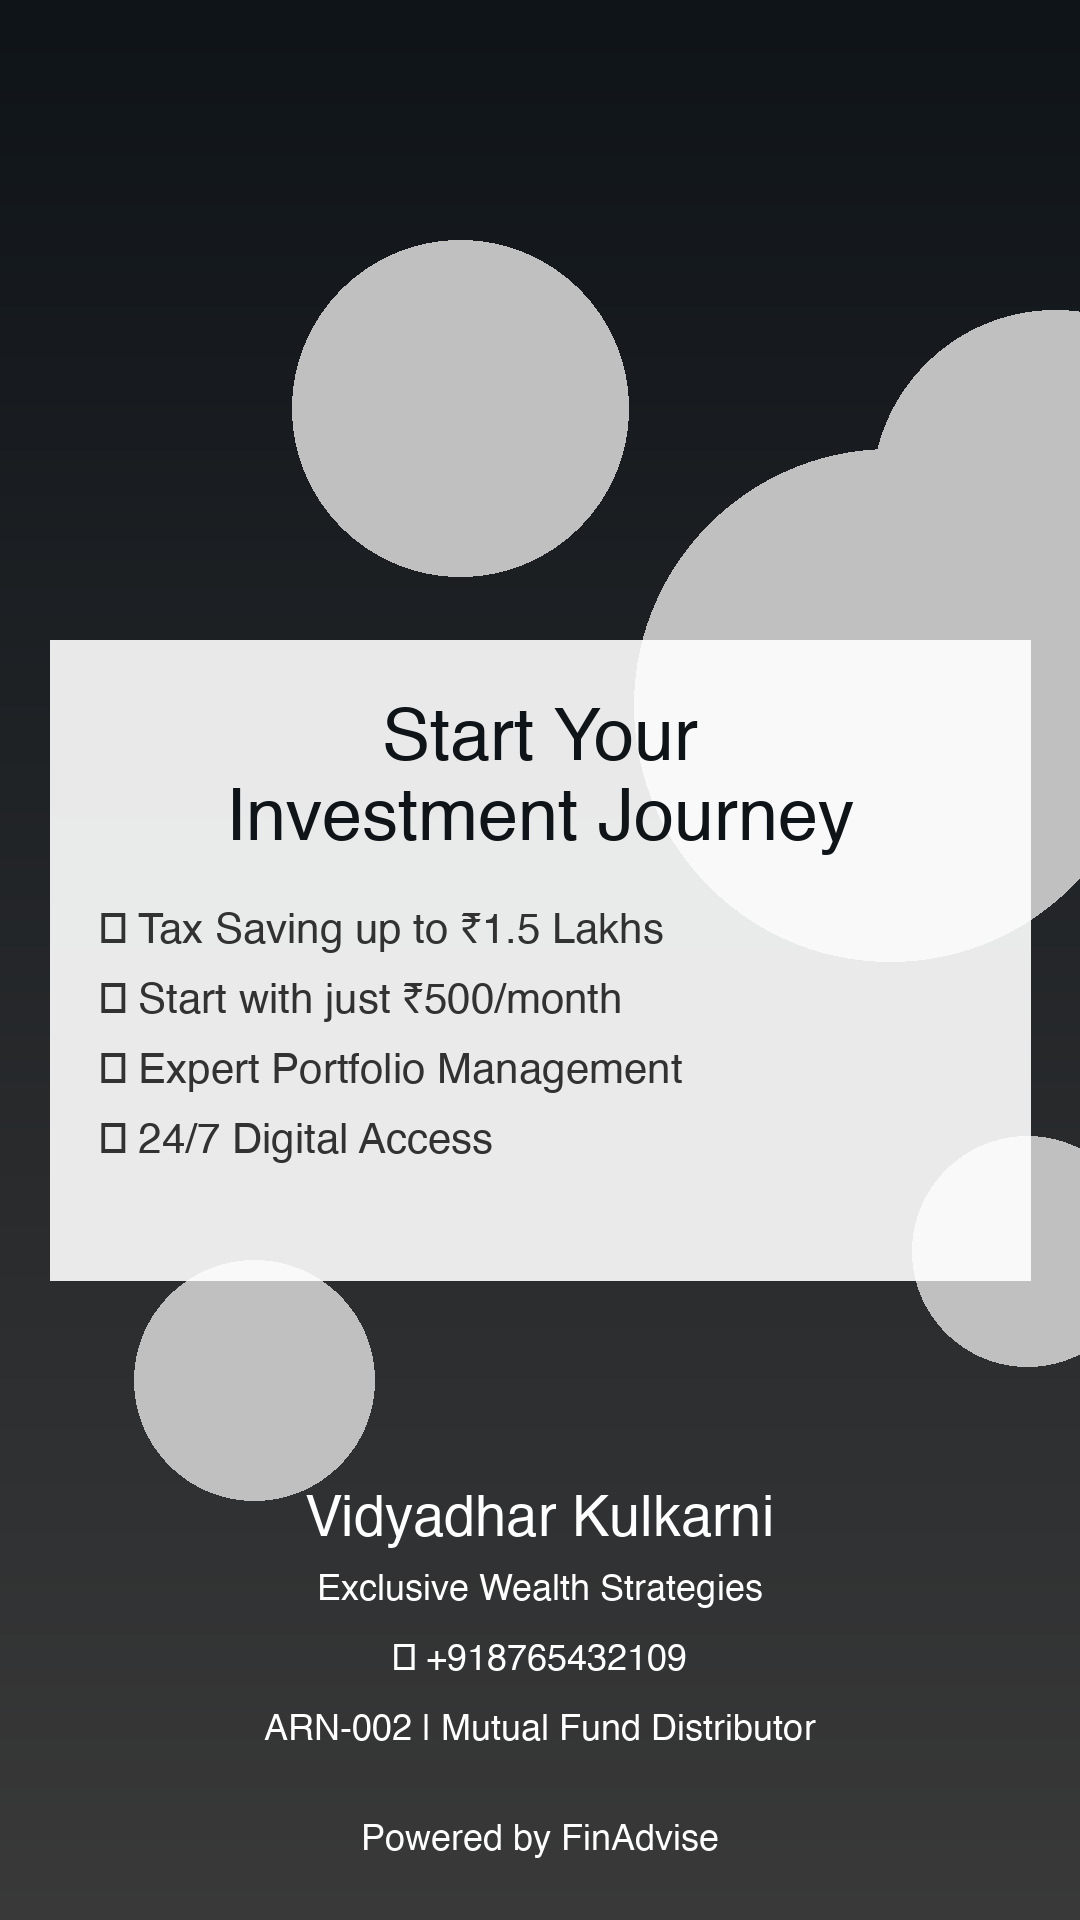 Start Your
Investment Journey
□ Tax Saving up to ₹1.5 Lakhs
□ Start with just ₹500/month
□ Expert Portfolio Management
□ 24/7 Digital Access
Vidyadhar Kulkarni
Exclusive Wealth Strategies
□ +918765432109
ARN-002 | Mutual Fund Distributor
Powered by FinAdvise